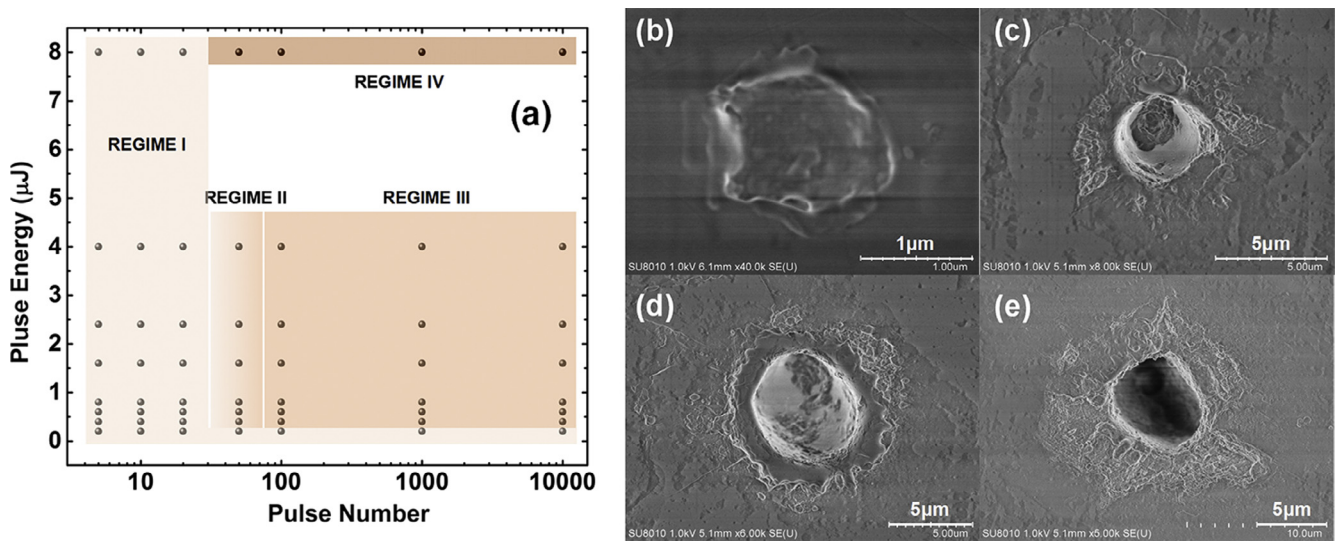 (a)
REGIME IV
REGIME I
REGIME II
REGIME III
8
7
6
5
4
3
2
1
0
Pluse Energy (μJ)
10
100
1000
10000
Pulse Number
(b)
1μm
SU8010 1.0kV 6.1mm x40.0k SE(U)
1.00um
(c)
5μm
SU8010 1.0kV 5.1mm x8.00k SE(U)
5.00um
(d)
5μm
SU8010 1.0kV 5.1mm x6.00k SE(U)
5.00um
(e)
5μm
SU8010 1.0kV 5.1mm x5.00k SE(U)
10.0um